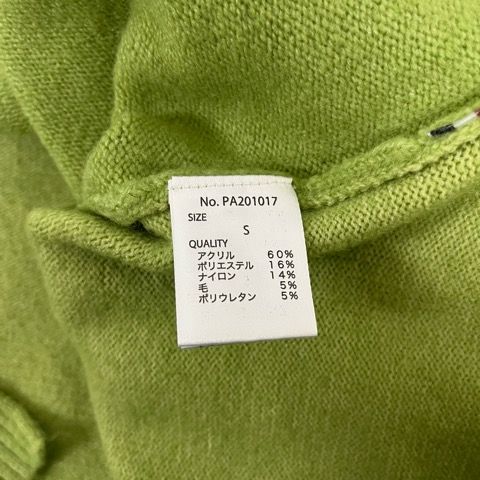 No. PA201017
SIZE
S
QUALITY
アクリル 60%
ポリエステル 16%
ナイロン 14%
毛 5%
ポリウレタン 5%